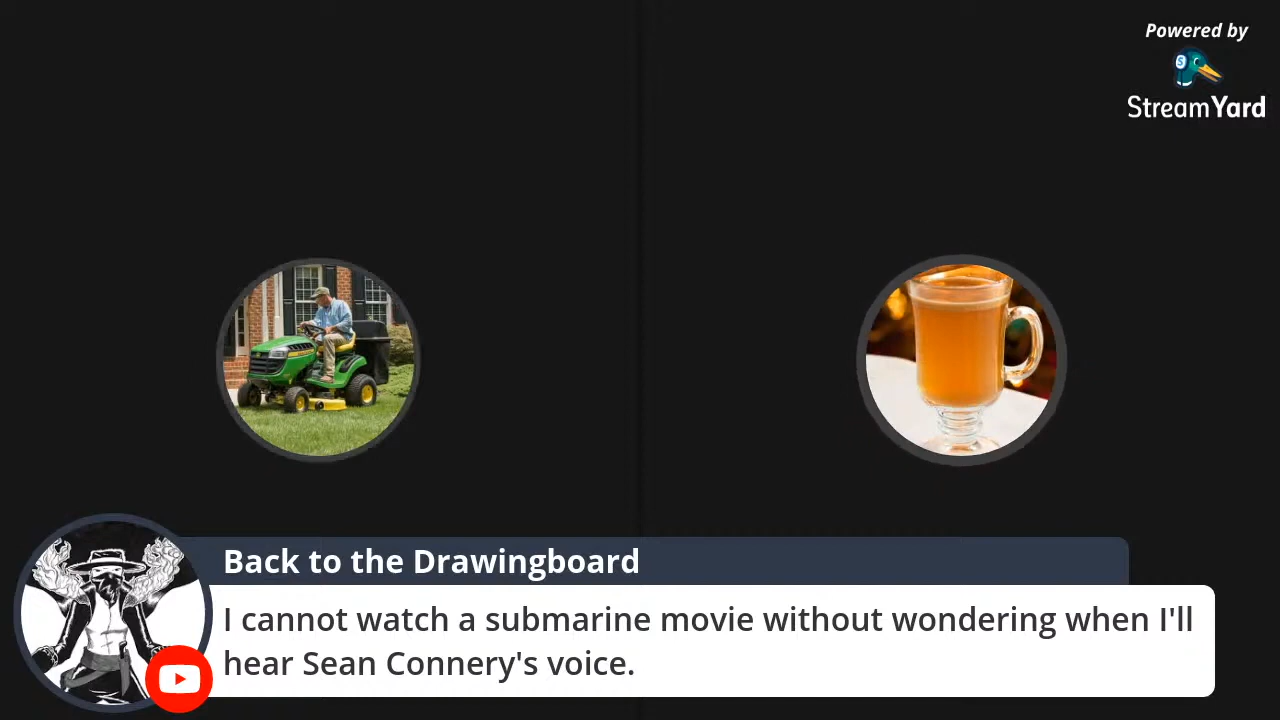 Powered by
StreamYard
Back to the Drawingboard
I cannot watch a submarine movie without wondering when I'll
hear Sean Connery's voice.